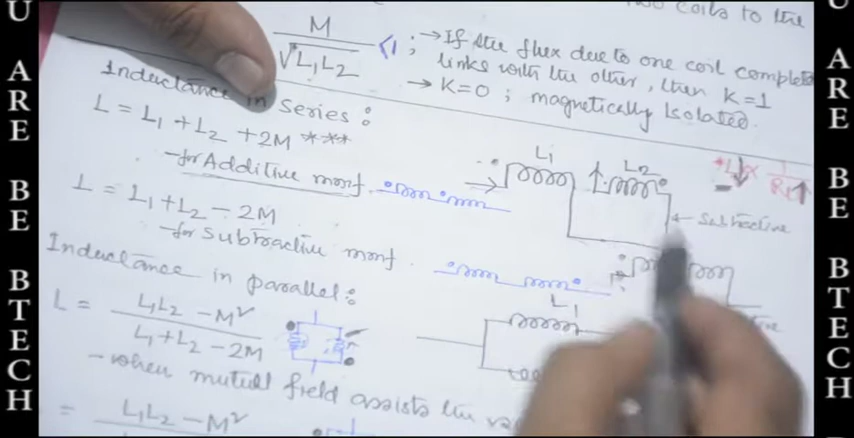 U ARE BE BTECH
U ARE BE BTECH
two coils to the
M / √L₁L₂ <1 ; → If the flux due to one coil completely
links with the other, then K=1
→ K=0 ; magnetically Isolated.
Inductance in Series :
L = L₁ + L₂ + 2M ***
-for Additive mont.
L = L₁ + L₂ - 2M
-for subtractive mont.
L₁
L₂
← Subtractive
Inductance in parallel :
L = L₁L₂ - M² / L₁ + L₂ - 2M
L₁
- when mutual field assists the
= L₁L₂ - M²